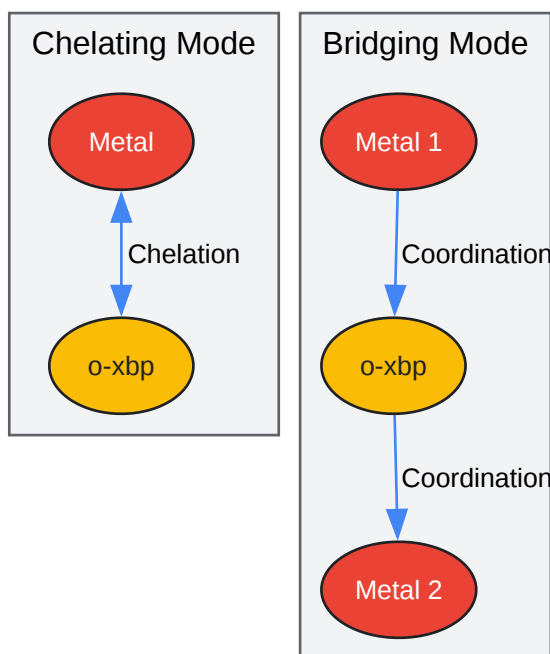 Chelating Mode
Metal
Chelation
o-xbp
Bridging Mode
Metal 1
Coordination
o-xbp
Coordination
Metal 2